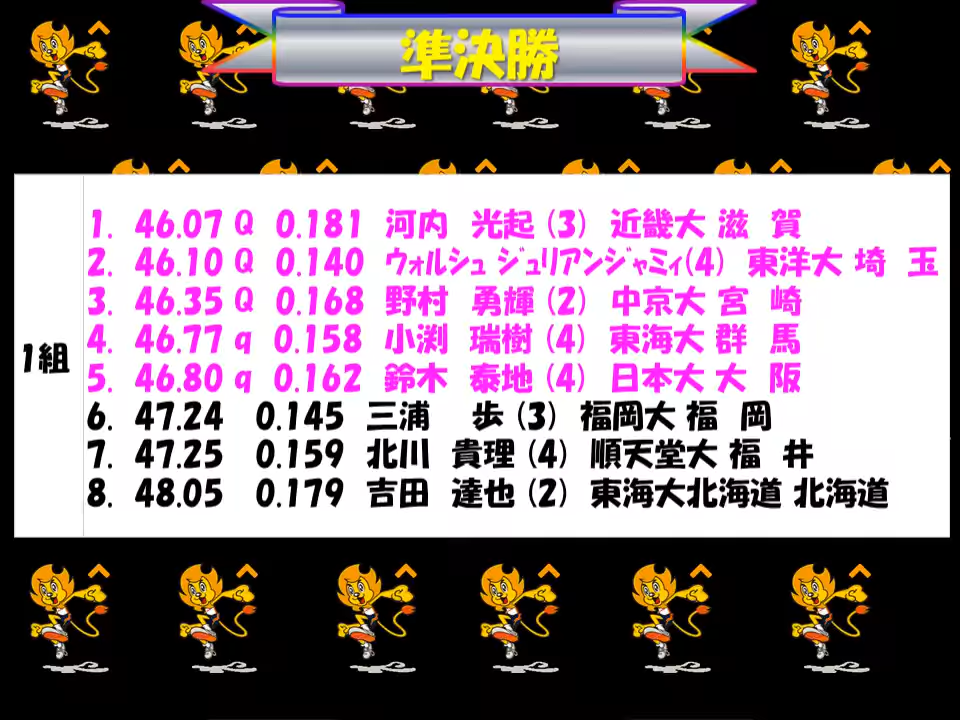 準決勝
1組
1. 46.07 Q 0.181 河内 光起 (3) 近畿大 滋 賀
2. 46.10 Q 0.140 ｳｫﾙｼｭ ｼﾞｭﾘｱﾝｼﾞｬﾐｨ(4) 東洋大 埼 玉
3. 46.35 Q 0.168 野村 勇輝 (2) 中京大 宮 崎
4. 46.77 q 0.158 小渕 瑞樹 (4) 東海大 群 馬
5. 46.80 q 0.162 鈴木 泰地 (4) 日本大 大 阪
6. 47.24 0.145 三浦 歩 (3) 福岡大 福 岡
7. 47.25 0.159 北川 貴理 (4) 順天堂大 福 井
8. 48.05 0.179 吉田 達也 (2) 東海大北海道 北海道